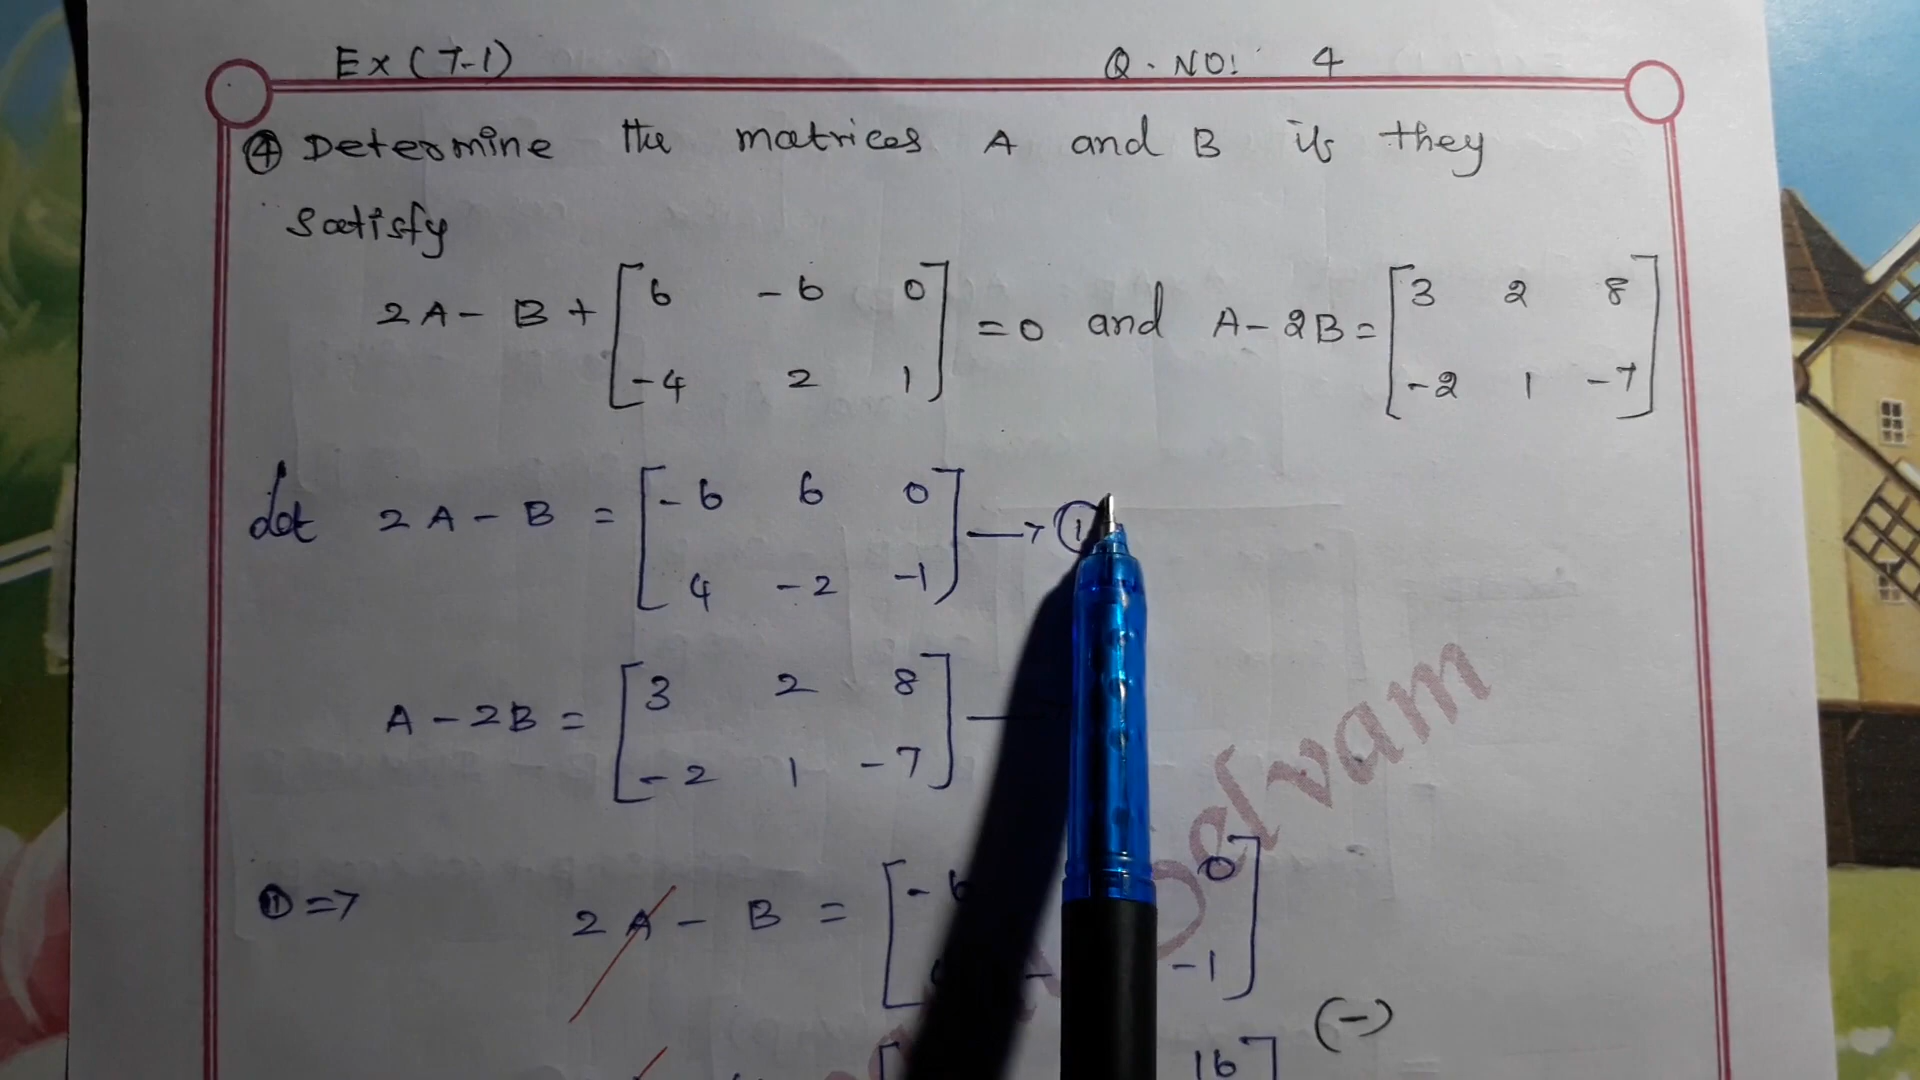 Ex (7-1) Q. NO: 4
④ Determine the matrices A and B if they
satisfy
2A - B + [6 -6 0
-4 2 1] = 0 and A - 2B = [3 2 8
-2 1 -7]
let 2A - B = [-6 6 0
4 -2 -1] → ①
A - 2B = [3 2 8
-2 1 -7] —
① ⇒ 2A - B = [-6 0
-1]
(-)
16]
Selvam